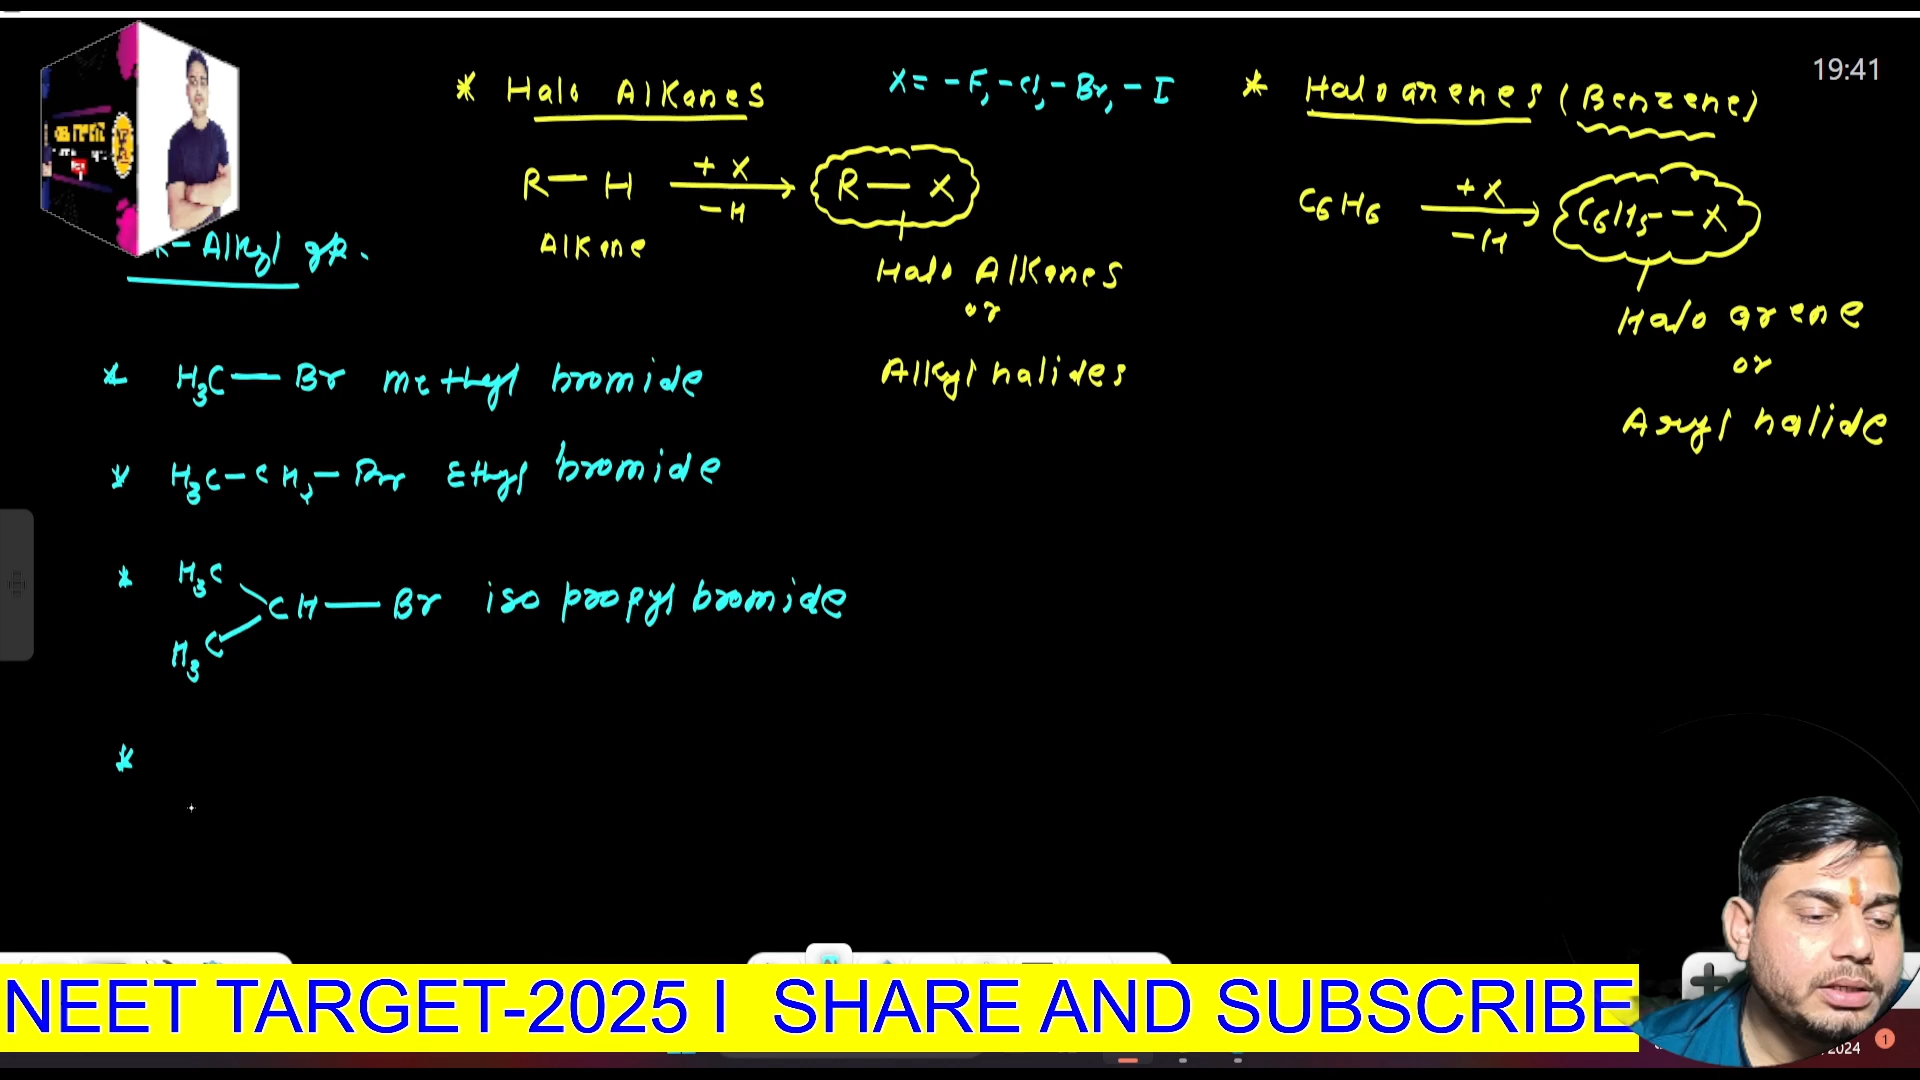 19:41
* Halo Alkanes
X= -F, -Cl, -Br, -I
* Haloarenes (Benzene)
R — H +X -H R — X
Alkane
Halo Alkanes
or
Alkyl halides
C6H6 +X -H C6H5 - X
Halo arene
or
Aryl halide
R - Alkyl gr.
* H3C — Br methyl bromide
* H3C - CH2 - Br Ethyl bromide
* H3C
CH — Br iso propyl bromide
H3C
*
NEET TARGET-2025 I SHARE AND SUBSCRIBE
2024
1